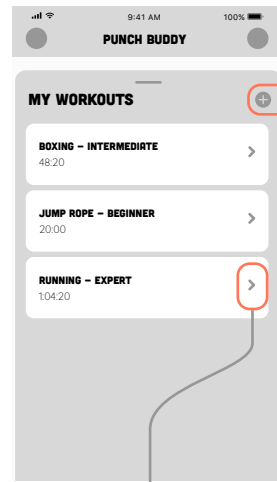 9:41 AM 100%
PUNCH BUDDY
MY WORKOUTS
BOXING – INTERMEDIATE
48:20
JUMP ROPE – BEGINNER
20:00
RUNNING – EXPERT
1:04:20